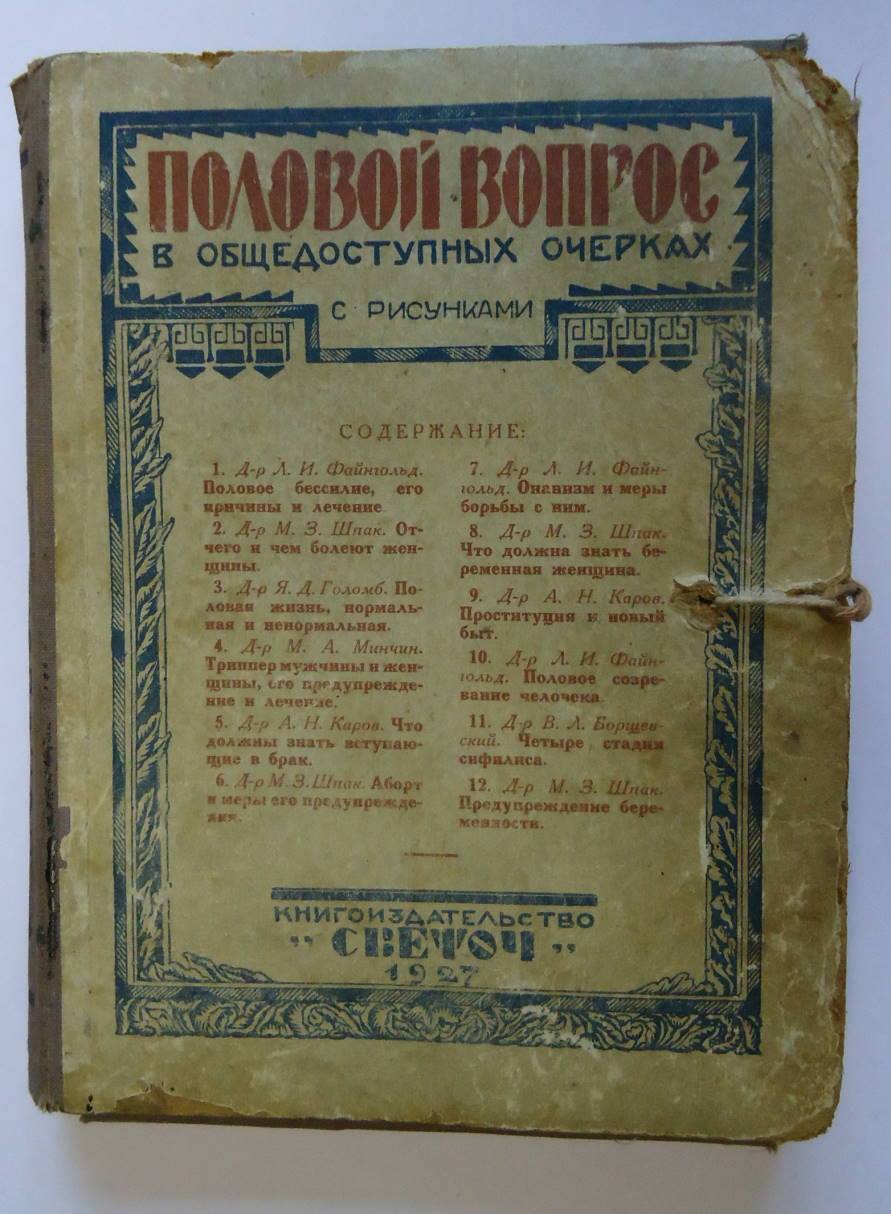 ПОЛОВОЙ ВОПРОС
В ОБЩЕДОСТУПНЫХ ОЧЕРКАХ
С РИСУНКАМИ
СОДЕРЖАНИЕ:
1. Д-р Л. И. Файнгольд.
Половое бессилие, его
причины и лечение
2. Д-р М. З. Шпак. От-
чего и чем болеют жен-
щины.
3. Д-р Я. Д. Голомб. По-
ловая жизнь, нормаль-
ная и ненормальная.
4. Д-р М. А. Минчин.
Триппер мужчины и жен-
щины, его предупрежде-
ние и лечение.
5. Д-р А. Н. Каров. Что
должны знать вступаю-
щие в брак.
6. Д-р М. З. Шпак. Аборт
и меры его предупрежде-
ния.
7. Д-р Л. И. Файн-
гольд. Онанизм и меры
борьбы с ним.
8. Д-р М. З. Шпак.
Что должна знать бе-
ременная женщина.
9. Д-р А. Н. Каров.
Проституция и новый
быт.
10. Д-р Л. И. Файн-
гольд. Половое созре-
вание человека
11. Д-р В. Л. Борщев-
ский. Четыре стадии
сифилиса.
12. Д-р М. З. Шпак.
Предупреждение бере-
менности.
КНИГОИЗДАТЕЛЬСТВО
„СВЕТОЧ"
1927